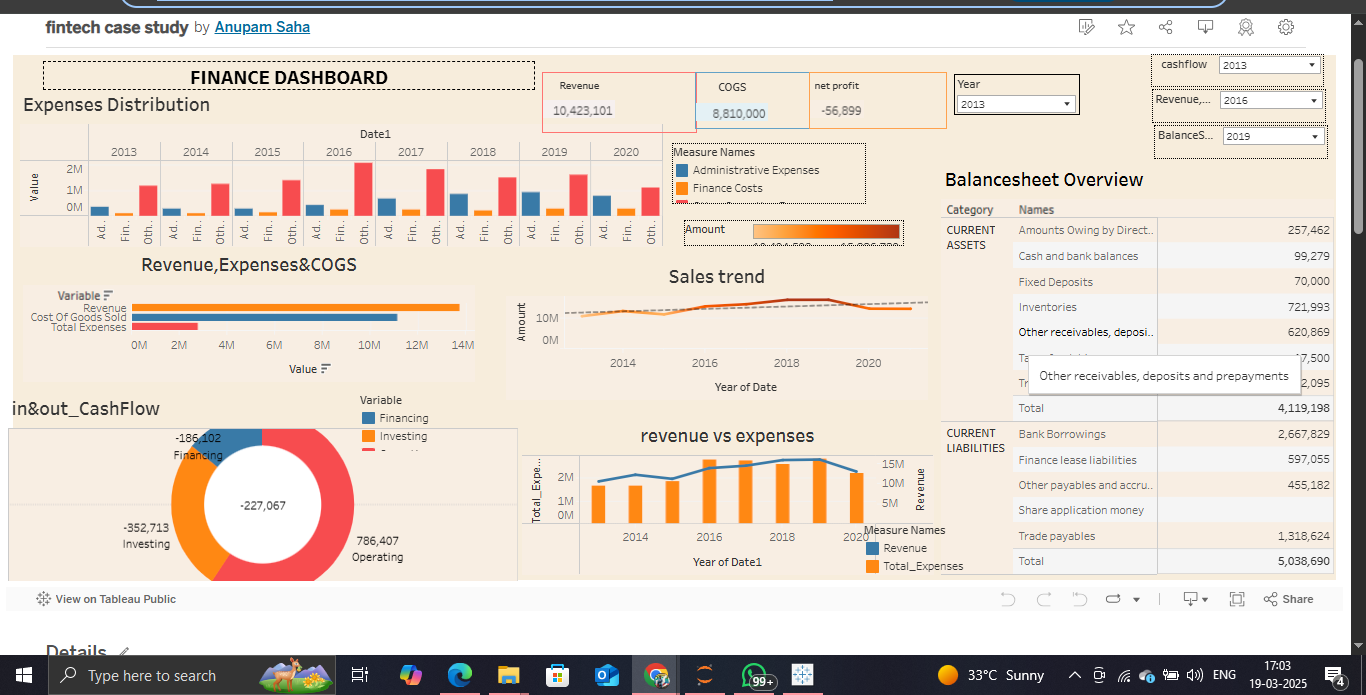 fintech case study by Anupam Saha
FINANCE DASHBOARD
Revenue
10,423,101
COGS
8,810,000
net profit
-56,899
Year
2013
cashflow
2013
Revenue,...
2016
BalanceS...
2019
Expenses Distribution
Date1
2013 2014 2015 2016 2017 2018 2019 2020
Value
2M
1M
0M
Ad.. Fin.. Oth.. Ad.. Fin.. Oth.. Ad.. Fin.. Oth.. Ad.. Fin.. Oth.. Ad.. Fin.. Oth.. Ad.. Fin.. Oth.. Ad.. Fin.. Oth.. Ad.. Fin.. Oth..
Measure Names
Administrative Expenses
Finance Costs
Amount
Revenue,Expenses&COGS
Variable
Revenue
Cost Of Goods Sold
Total Expenses
0M 2M 4M 6M 8M 10M 12M 14M
Value
Sales trend
Amount
10M
0M
2014 2016 2018 2020
Year of Date
in&out_CashFlow
Variable
Financing
Investing
-186,102
Financing
-227,067
-352,713
Investing
786,407
Operating
revenue vs expenses
Total_Expe...
2M
1M
0M
15M
10M
5M
Revenue
2014 2016 2018 2020
Year of Date1
Measure Names
Revenue
Total_Expenses
Balancesheet Overview
Category Names
CURRENT
ASSETS
Amounts Owing by Direct.. 257,462
Cash and bank balances 99,279
Fixed Deposits 70,000
Inventories 721,993
Other receivables, deposi.. 620,869
Other receivables, deposits and prepayments
Total 4,119,198
CURRENT
LIABILITIES
Bank Borrowings 2,667,829
Finance lease liabilities 597,055
Other payables and accru.. 455,182
Share application money
Trade payables 1,318,624
Total 5,038,690
View on Tableau Public
Share
Details
Type here to search
99+
33°C Sunny
ENG
17:03
19-03-2025
4